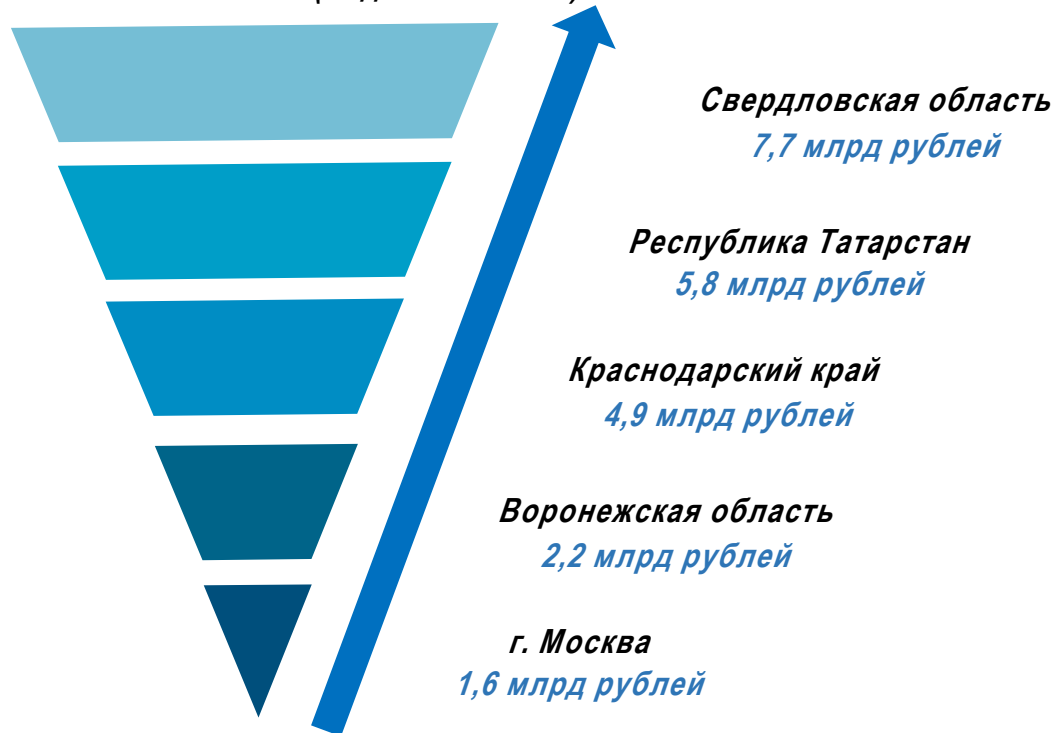 Свердловская область
7,7 млрд рублей
Республика Татарстан
5,8 млрд рублей
Краснодарский край
4,9 млрд рублей
Воронежская область
2,2 млрд рублей
г. Москва
1,6 млрд рублей